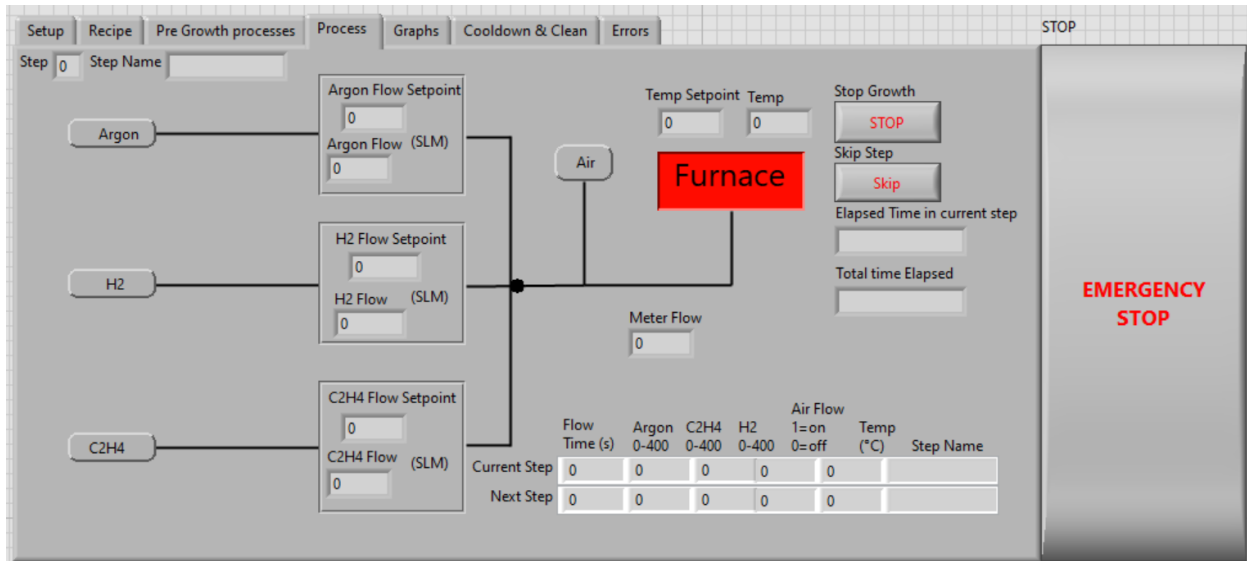 Setup Recipe Pre Growth processes Process Graphs Cooldown & Clean Errors
STOP
Step 0 Step Name
Argon
Argon Flow Setpoint
0
Argon Flow (SLM)
0
H2
H2 Flow Setpoint
0
H2 Flow (SLM)
0
C2H4
C2H4 Flow Setpoint
0
C2H4 Flow (SLM)
0
Air
Temp Setpoint Temp
0 0
Furnace
Meter Flow
0
Stop Growth
STOP
Skip Step
Skip
Elapsed Time in current step
Total time Elapsed
EMERGENCY
STOP
Air Flow
Flow Argon C2H4 H2 1=on Temp
Time (s) 0-400 0-400 0-400 0=off (°C) Step Name
Current Step 0 0 0 0 0
Next Step 0 0 0 0 0